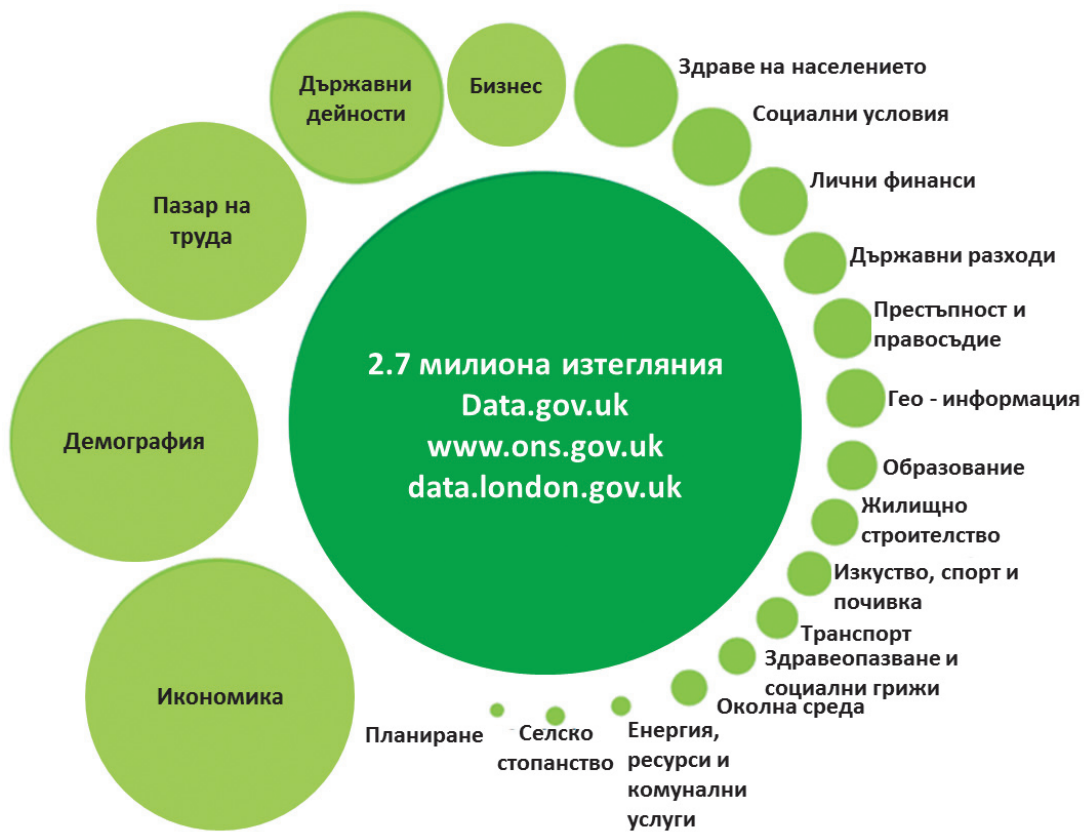 Държавни
дейности
Бизнес
Здраве на населението
Социални условия
Лични финанси
Държавни разходи
Престъпност и
правосъдие
Гео - информация
Образование
Жилищно
строителство
Изкуство, спорт и
почивка
Транспорт
Здравеопазване и
социални грижи
Околна среда
Енергия,
ресурси и
комунални
услуги
Селско
стопанство
Планиране
Икономика
Демография
Пазар на
труда
2.7 милиона изтегляния
Data.gov.uk
www.ons.gov.uk
data.london.gov.uk